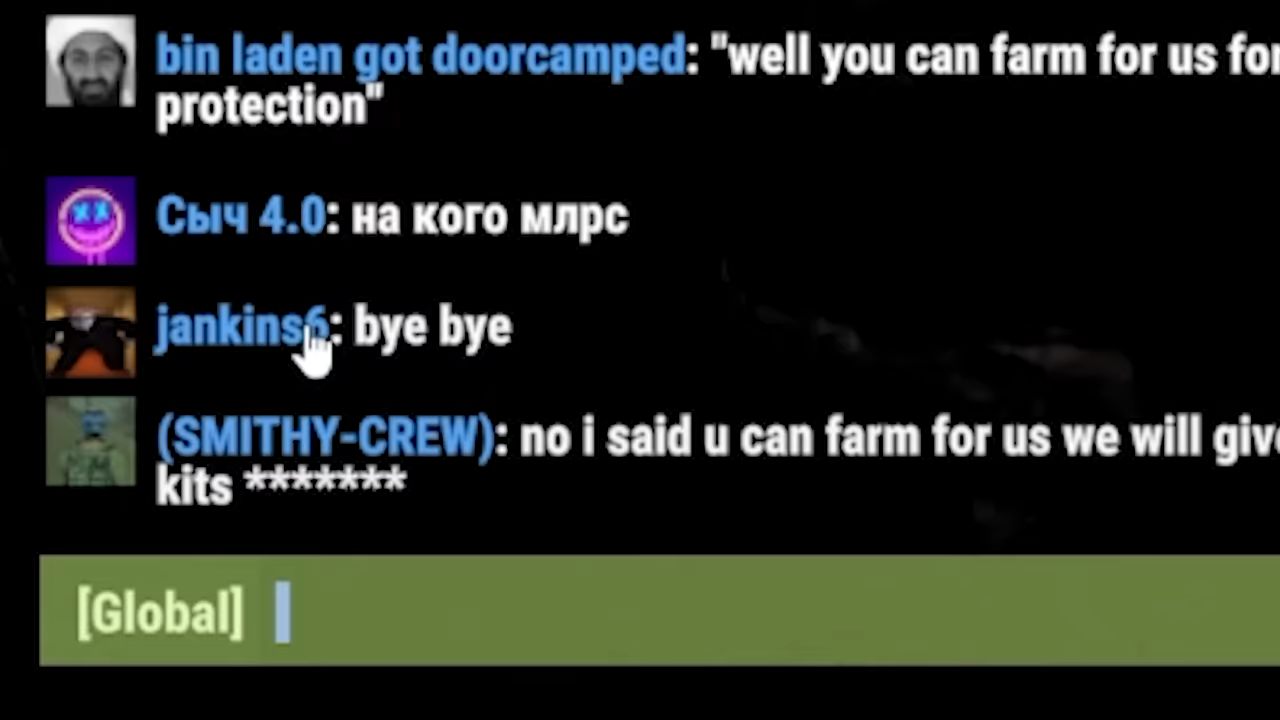 bin laden got doorcamped: "well you can farm for us for
protection"
Сыч 4.0: на кого млрс
jankins6: bye bye
(SMITHY-CREW): no i said u can farm for us we will give
kits *******
[Global]